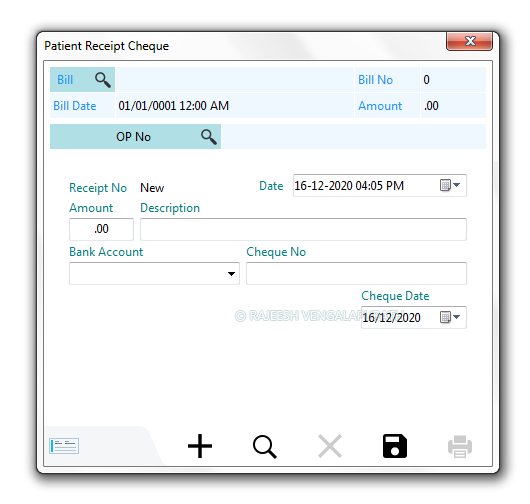 Patient Receipt Cheque
Bill Bill No 0
Bill Date 01/01/0001 12:00 AM Amount .00
OP No
Receipt No New Date 16-12-2020 04:05 PM
Amount Description
.00
Bank Account Cheque No
Cheque Date
© RAJEESH 16/12/2020